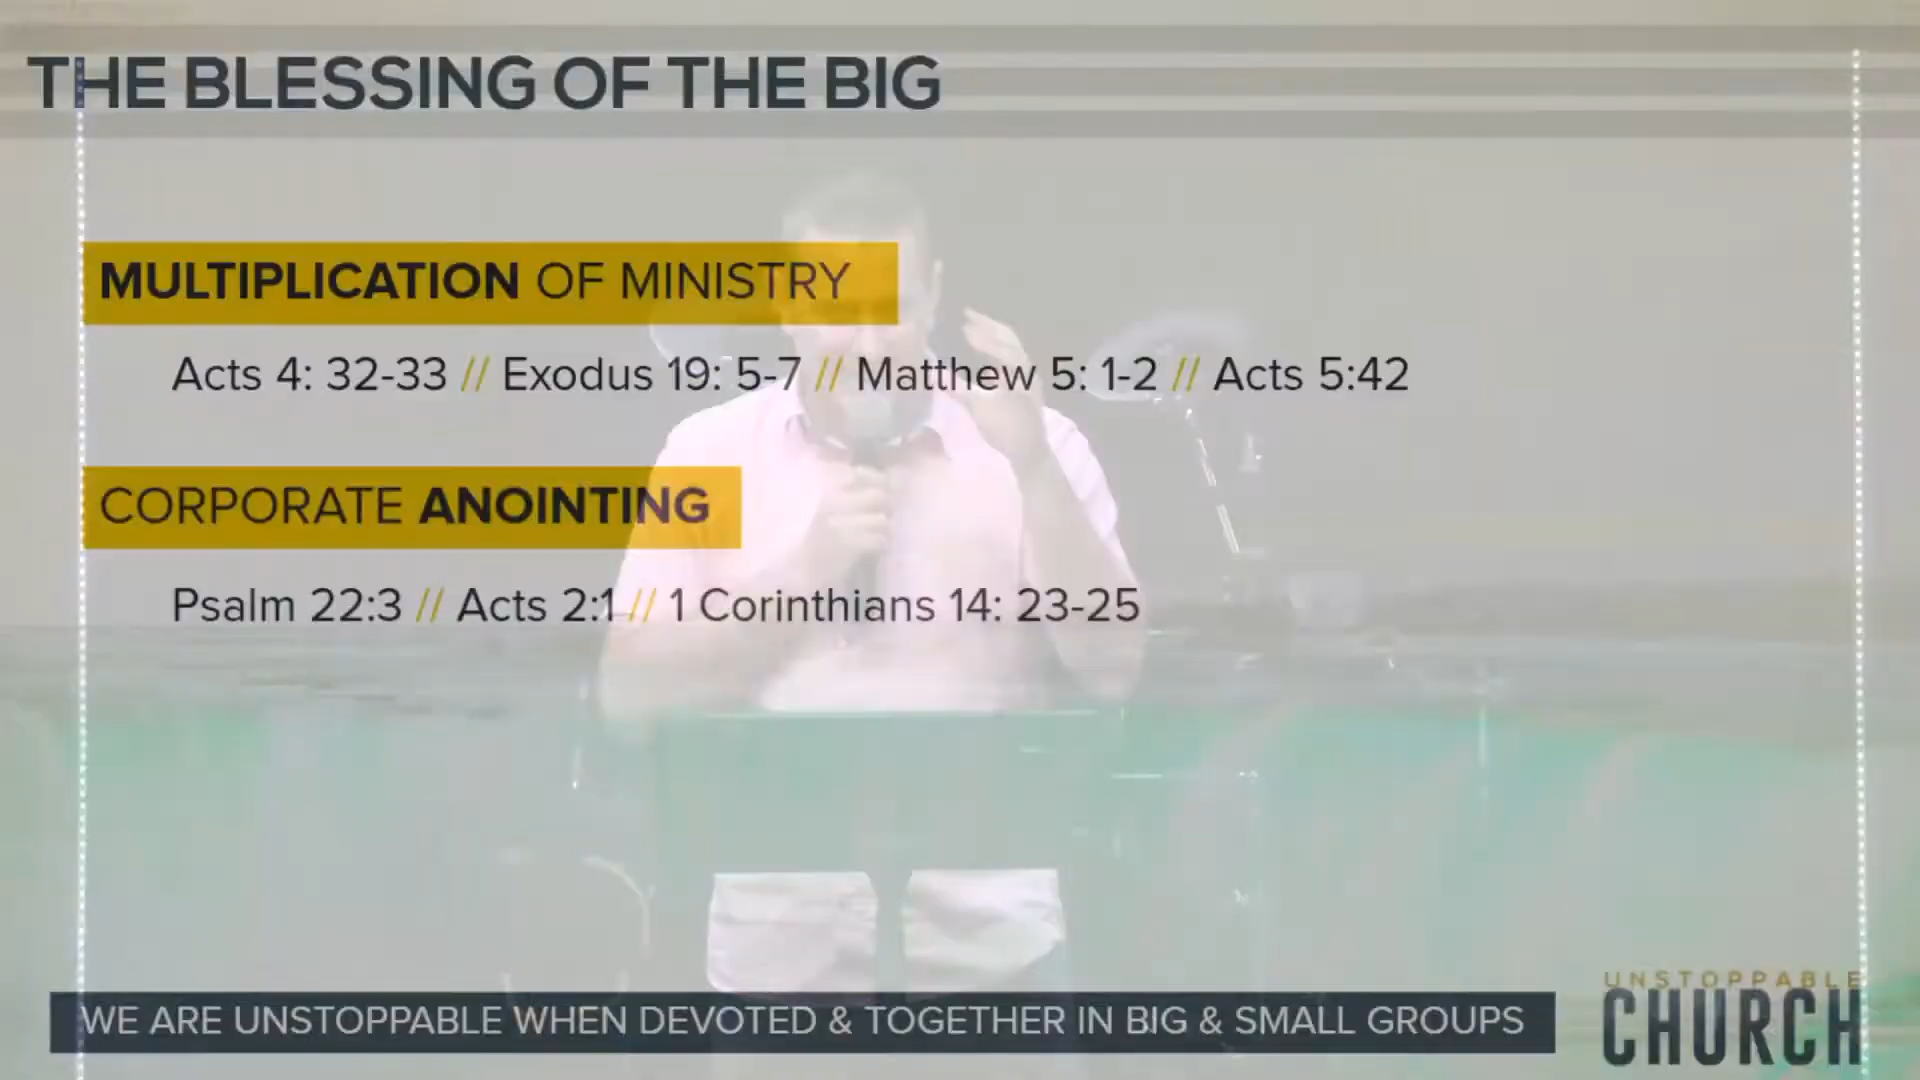 THE BLESSING OF THE BIG
MULTIPLICATION OF MINISTRY
Acts 4: 32-33 // Exodus 19: 5-7 // Matthew 5: 1-2 // Acts 5:42
CORPORATE ANOINTING
Psalm 22:3 // Acts 2:1 // 1 Corinthians 14: 23-25
WE ARE UNSTOPPABLE WHEN DEVOTED & TOGETHER IN BIG & SMALL GROUPS
UNSTOPPABLE
CHURCH